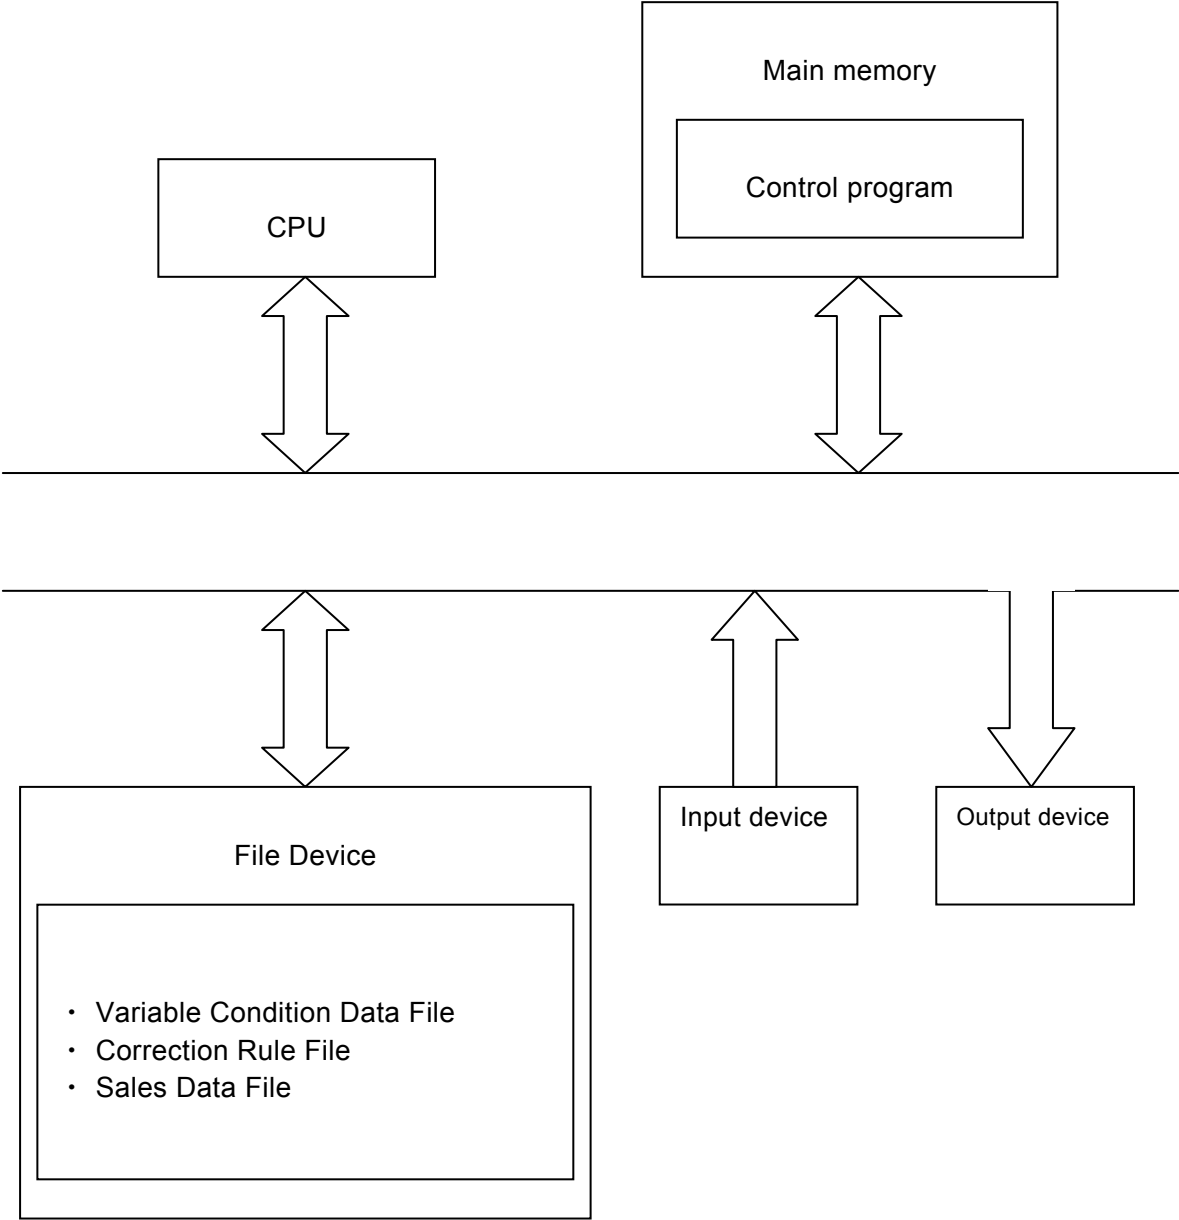 Main memory
Control program
CPU
File Device
・ Variable Condition Data File
・ Correction Rule File
・ Sales Data File
Input device
Output device